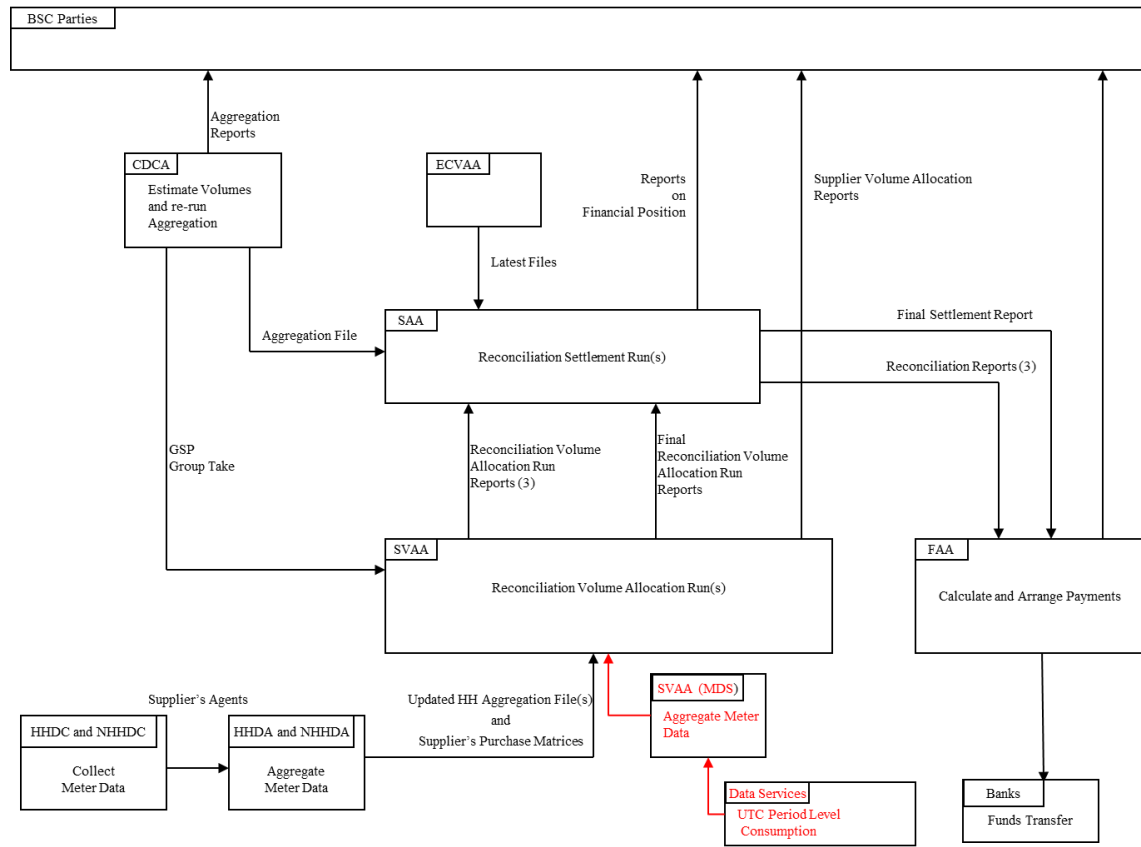 BSC Parties
Aggregation
Reports
CDCA
Estimate Volumes
and re-run
Aggregation
ECVAA
Reports
on
Financial Position
Supplier Volume Allocation
Reports
Latest Files
Aggregation File
SAA
Reconciliation Settlement Run(s)
Final Settlement Report
Reconciliation Reports (3)
GSP
Group Take
Reconciliation Volume
Allocation Run
Reports (3)
Final
Reconciliation Volume
Allocation Run
Reports
SVAA
Reconciliation Volume Allocation Run(s)
FAA
Calculate and Arrange Payments
Supplier's Agents
Updated HH Aggregation File(s)
and
Supplier's Purchase Matrices
SVAA (MDS)
Aggregate Meter
Data
HHDC and NHHDC
Collect
Meter Data
HHDA and NHHDA
Aggregate
Meter Data
Data Services
UTC Period Level
Consumption
Banks
Funds Transfer